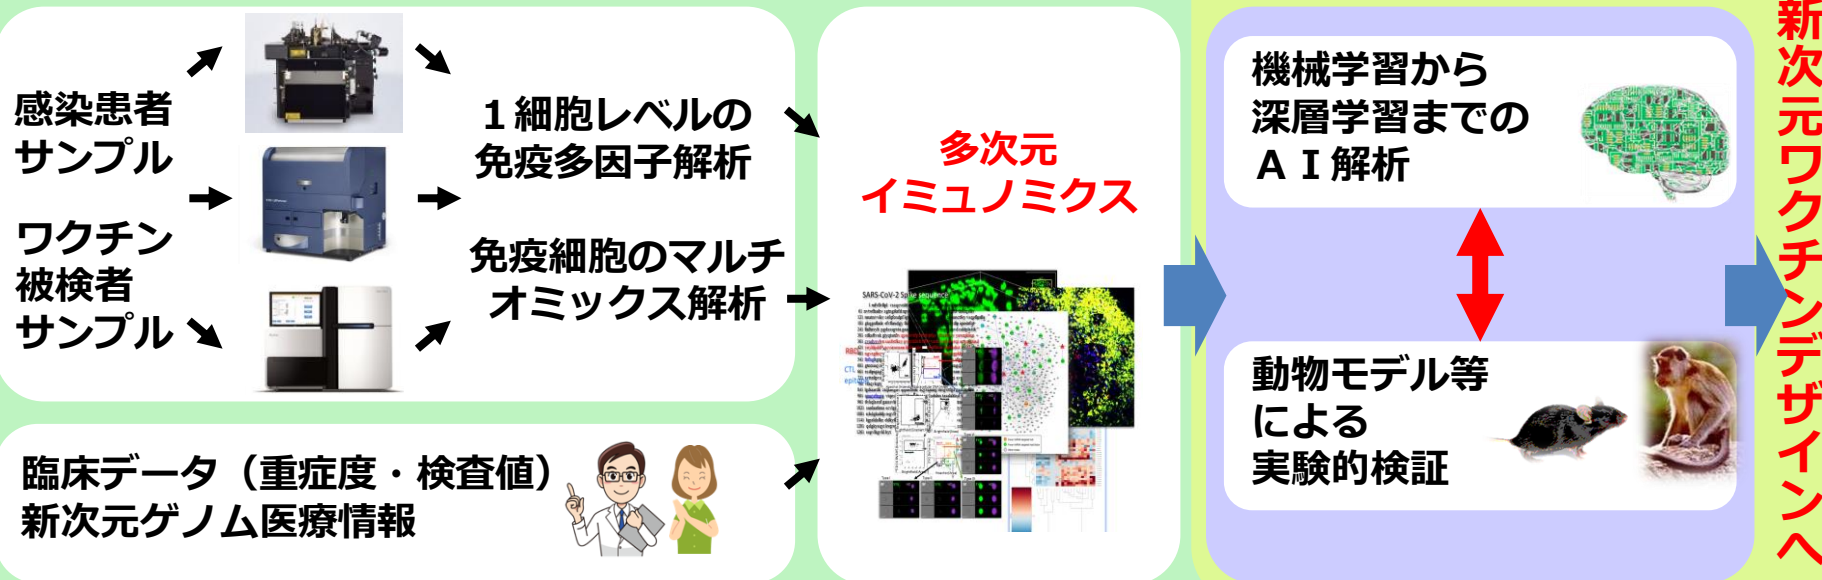 感染患者
サンプル
ワクチン
被検者
サンプル
１細胞レベルの
免疫多因子解析
免疫細胞のマルチ
オミックス解析
臨床データ（重症度・検査値）
新次元ゲノム医療情報
多次元
イミュノミクス
SARS-CoV-2 Spike sequence
機械学習から
深層学習までの
ＡＩ解析
動物モデル等
による
実験的検証
新次元ワクチンデザインへ